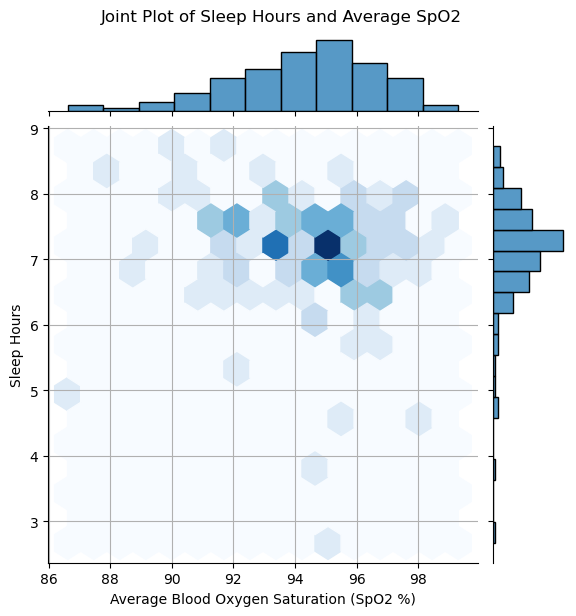 Joint Plot of Sleep Hours and Average SpO2
9
8
7
6
5
4
3
Sleep Hours
86 88 90 92 94 96 98
Average Blood Oxygen Saturation (SpO2 %)